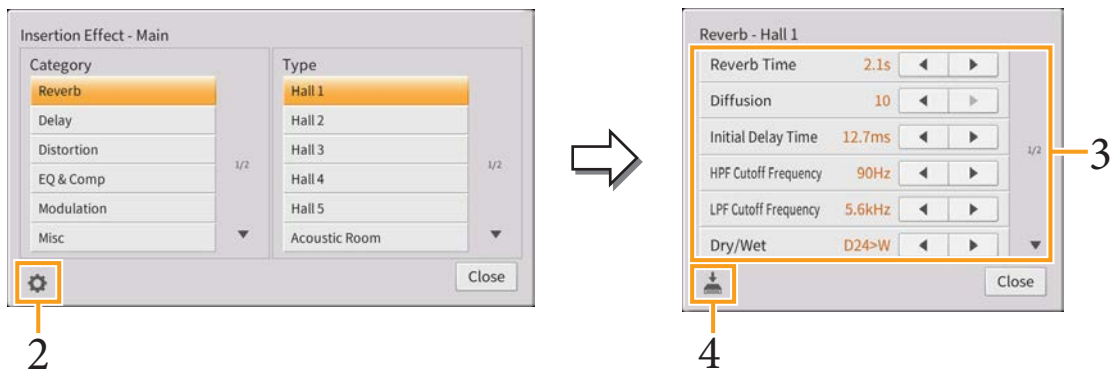 Insertion Effect - Main
Category
Reverb
Delay
Distortion
EQ & Comp
Modulation
Misc
1/2
Type
Hall 1
Hall 2
Hall 3
Hall 4
Hall 5
Acoustic Room
1/2
Close
2
Reverb - Hall 1
Reverb Time 2.1s
Diffusion 10
Initial Delay Time 12.7ms
HPF Cutoff Frequency 90Hz
LPF Cutoff Frequency 5.6kHz
Dry/Wet D24>W
1/2
3
Close
4